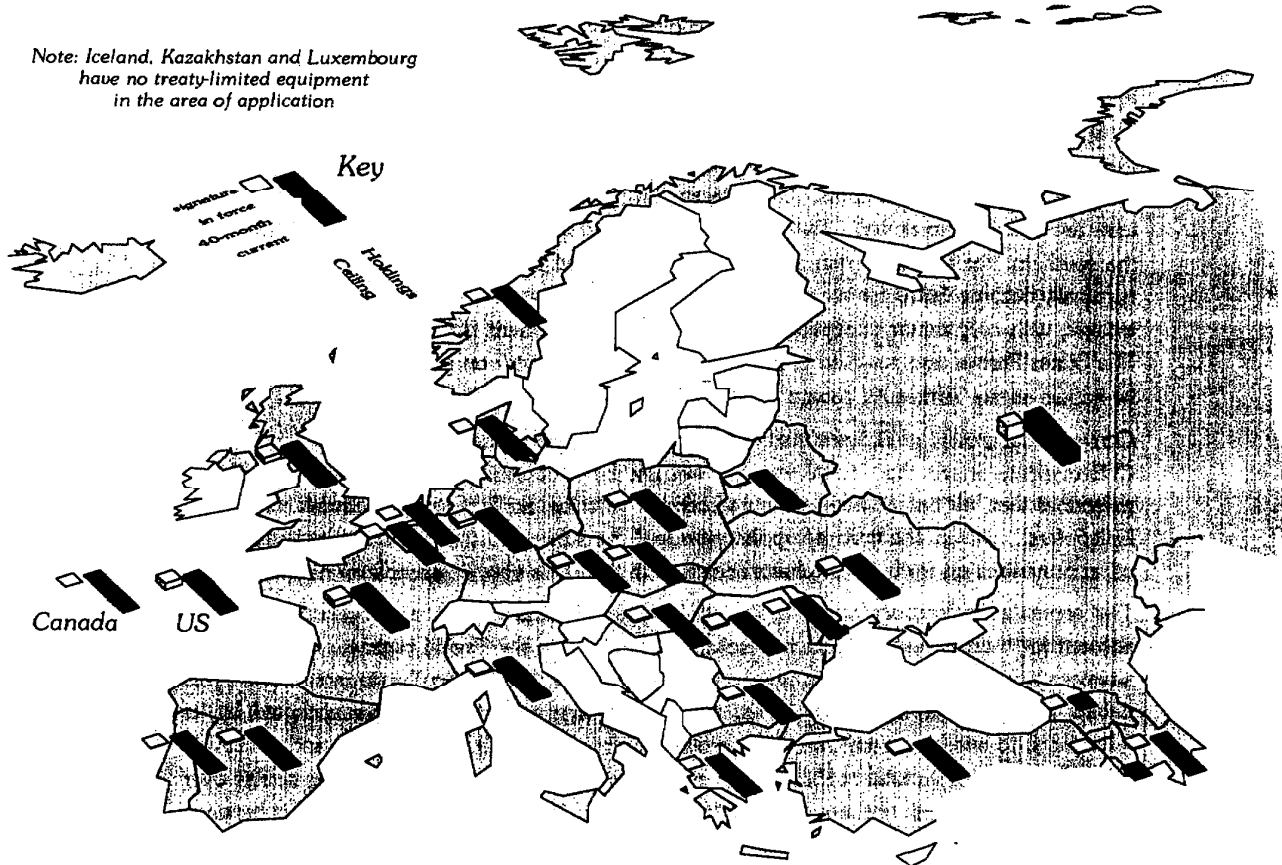 Note: Iceland, Kazakhstan and Luxembourg
have no treaty-limited equipment
in the area of application
Key
signature
in force
40-month
current
Holdings
Ceiling
Canada
US